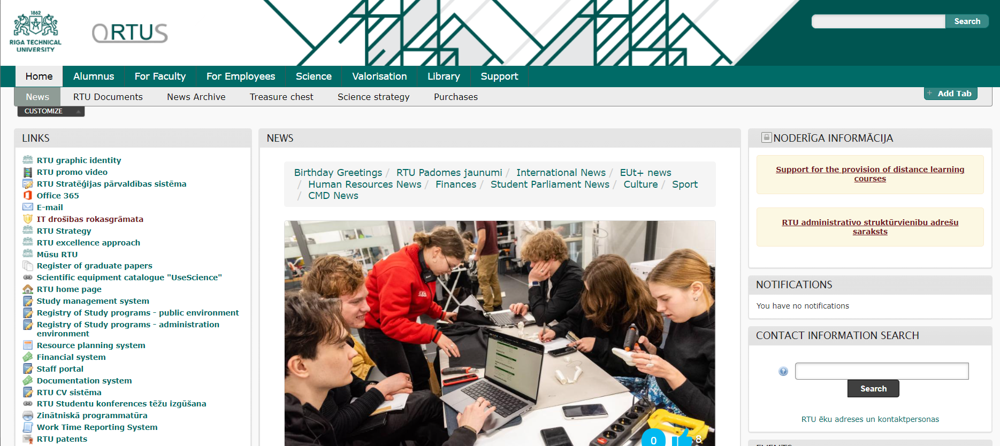 1862
RIGA TECHNICAL
UNIVERSITY
ORTUS
Search
Home
Alumnus
For Faculty
For Employees
Science
Valorisation
Library
Support
News
RTU Documents
News Archive
Treasure chest
Science strategy
Purchases
+ Add Tab
CUSTOMIZE
LINKS
RTU graphic identity
RTU promo video
RTU Stratēģijas pārvaldības sistēma
Office 365
E-mail
IT drošības rokasgrāmata
RTU Strategy
RTU excellence approach
Mūsu RTU
Register of graduate papers
Scientific equipment catalogue "UseScience"
RTU home page
Study management system
Registry of Study programs - public environment
Registry of Study programs - administration
environment
Resource planning system
Financial system
Staff portal
Documentation system
RTU CV sistēma
RTU Studentu konferences tēžu izgūšana
Zinātniskā programmatūra
Work Time Reporting System
RTU patents
NEWS
Birthday Greetings / RTU Padomes jaunumi / International News / EUt+ news
/ Human Resources News / Finances / Student Parliament News / Culture / Sport
/ CMD News
0
8
NODERĪGA INFORMĀCIJA
Support for the provision of distance learning
courses
RTU administratīvo struktūrvienību adrešu
saraksts
NOTIFICATIONS
You have no notifications
CONTACT INFORMATION SEARCH
Search
RTU ēku adreses un kontaktpersonas
EVENTS